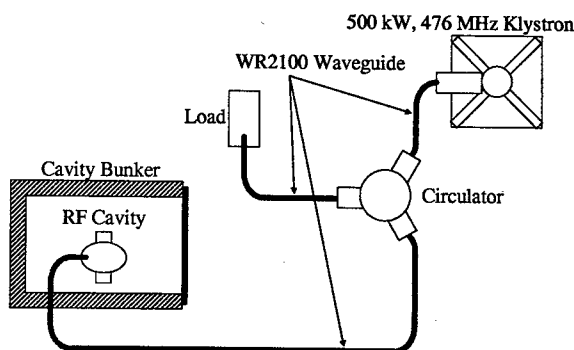 500 kW, 476 MHz Klystron
WR2100 Waveguide
Load
Cavity Bunker
RF Cavity
Circulator